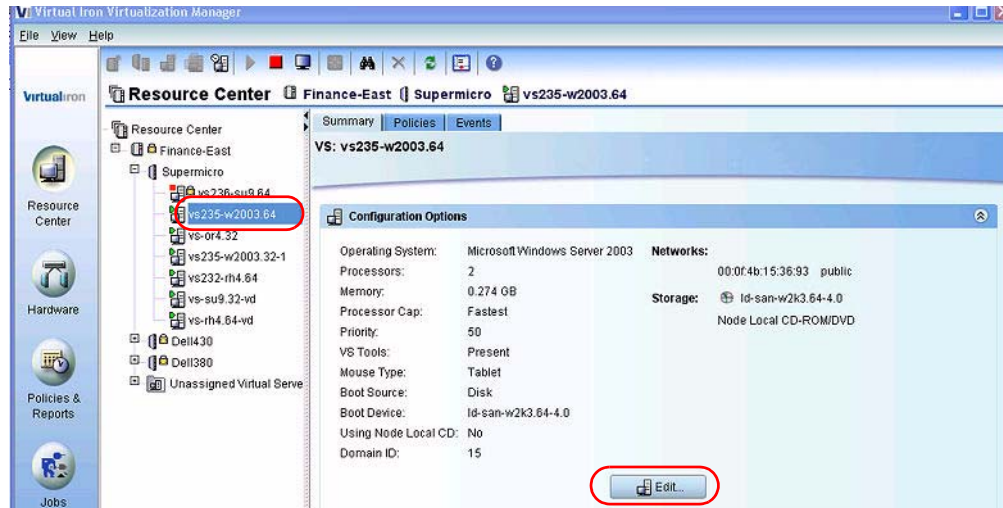 Virtual Iron Virtualization Manager
File View Help
Virtualiron
Resource Center Finance-East Supermicro vs235-w2003.64
Resource Center
Finance-East
Supermicro
vs236-su9.64
vs235-w2003.64
vs-or4.32
vs235-w2003.32-1
vs232-rh4.64
vs-su9.32-vd
vs-rh4.64-vd
Dell430
Dell380
Unassigned Virtual Serve
Resource
Center
Hardware
Policies &
Reports
Jobs
Summary Policies Events
VS: vs235-w2003.64
Configuration Options
Operating System: Microsoft Windows Server 2003
Processors: 2
Memory: 0.274 GB
Processor Cap: Fastest
Priority: 50
VS Tools: Present
Mouse Type: Tablet
Boot Source: Disk
Boot Device: ld-san-w2k3.64-4.0
Using Node Local CD: No
Domain ID: 15
Networks:
00:0f:4b:15:36:93 public
Storage: ld-san-w2k3.64-4.0
Node Local CD-ROM/DVD
Edit...